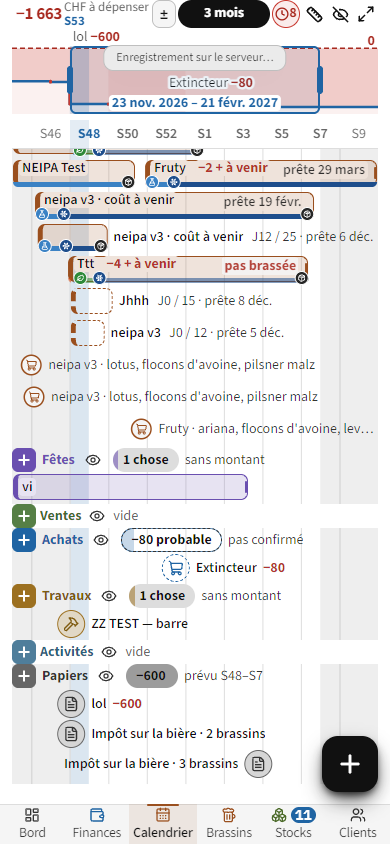 −1 663 CHF à dépenser S53
± 3 mois 8
lol −600 0
Enregistrement sur le serveur…
Extincteur −80
23 nov. 2026 – 21 févr. 2027
S46 S48 S50 S52 S1 S3 S5 S7 S9
NEIPA Test Fruty −2 + à venir prête 29 mars
neipa v3 · coût à venir prête 19 févr.
neipa v3 · coût à venir J12 / 25 · prête 6 déc.
Ttt −4 + à venir pas brassée
Jhhh J0 / 15 · prête 8 déc.
neipa v3 J0 / 12 · prête 5 déc.
neipa v3 · lotus, flocons d'avoine, pilsner malz
neipa v3 · lotus, flocons d'avoine, pilsner malz
Fruty · ariana, flocons d'avoine, lev…
Fêtes 1 chose sans montant
vi
Ventes vide
Achats −80 probable pas confirmé
Extincteur −80
Travaux 1 chose sans montant
ZZ TEST — barre
Activités vide
Papiers −600 prévu S48–S7
lol −600
Impôt sur la bière · 2 brassins
Impôt sur la bière · 3 brassins
Bord Finances Calendrier Brassins Stocks 11 Clients